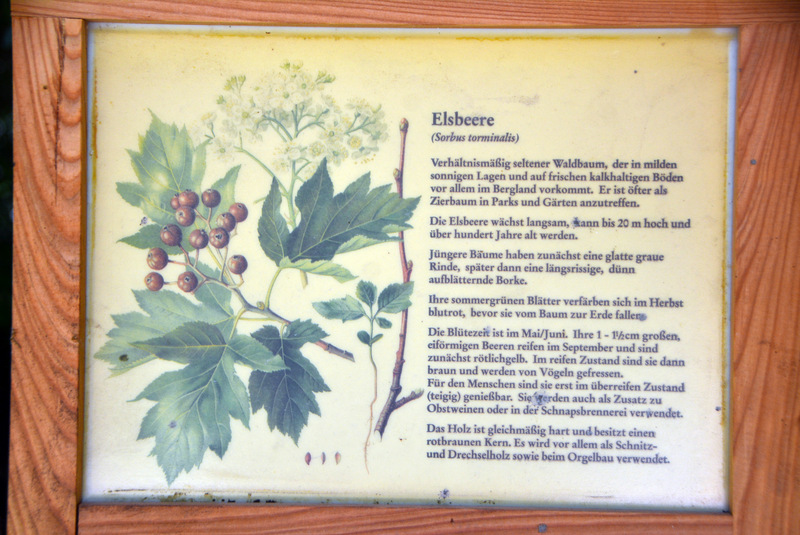 Elsbeere
(Sorbus torminalis)
Verhältnismäßig seltener Waldbaum, der in milden
sonnigen Lagen und auf frischen kalkhaltigen Böden
vor allem im Bergland vorkommt. Er ist öfter als
Zierbaum in Parks und Gärten anzutreffen.
Die Elsbeere wächst langsam, kann bis 20 m hoch und
über hundert Jahre alt werden.
Jüngere Bäume haben zunächst eine glatte graue
Rinde, später dann eine längsrissige, dünn
aufblätternde Borke.
Ihre sommergrünen Blätter verfärben sich im Herbst
blutrot, bevor sie vom Baum zur Erde fallen.
Die Blütezeit ist im Mai/Juni. Ihre 1 - 1½cm großen,
eiförmigen Beeren reifen im September und sind
zunächst rötlichgelb. Im reifen Zustand sind sie dann
braun und werden von Vögeln gefressen.
Für den Menschen sind sie erst im überreifen Zustand
(teigig) genießbar. Sie werden auch als Zusatz zu
Obstweinen oder in der Schnapsbrennerei verwendet.
Das Holz ist gleichmäßig hart und besitzt einen
rotbraunen Kern. Es wird vor allem als Schnitz-
und Drechselholz sowie beim Orgelbau verwendet.